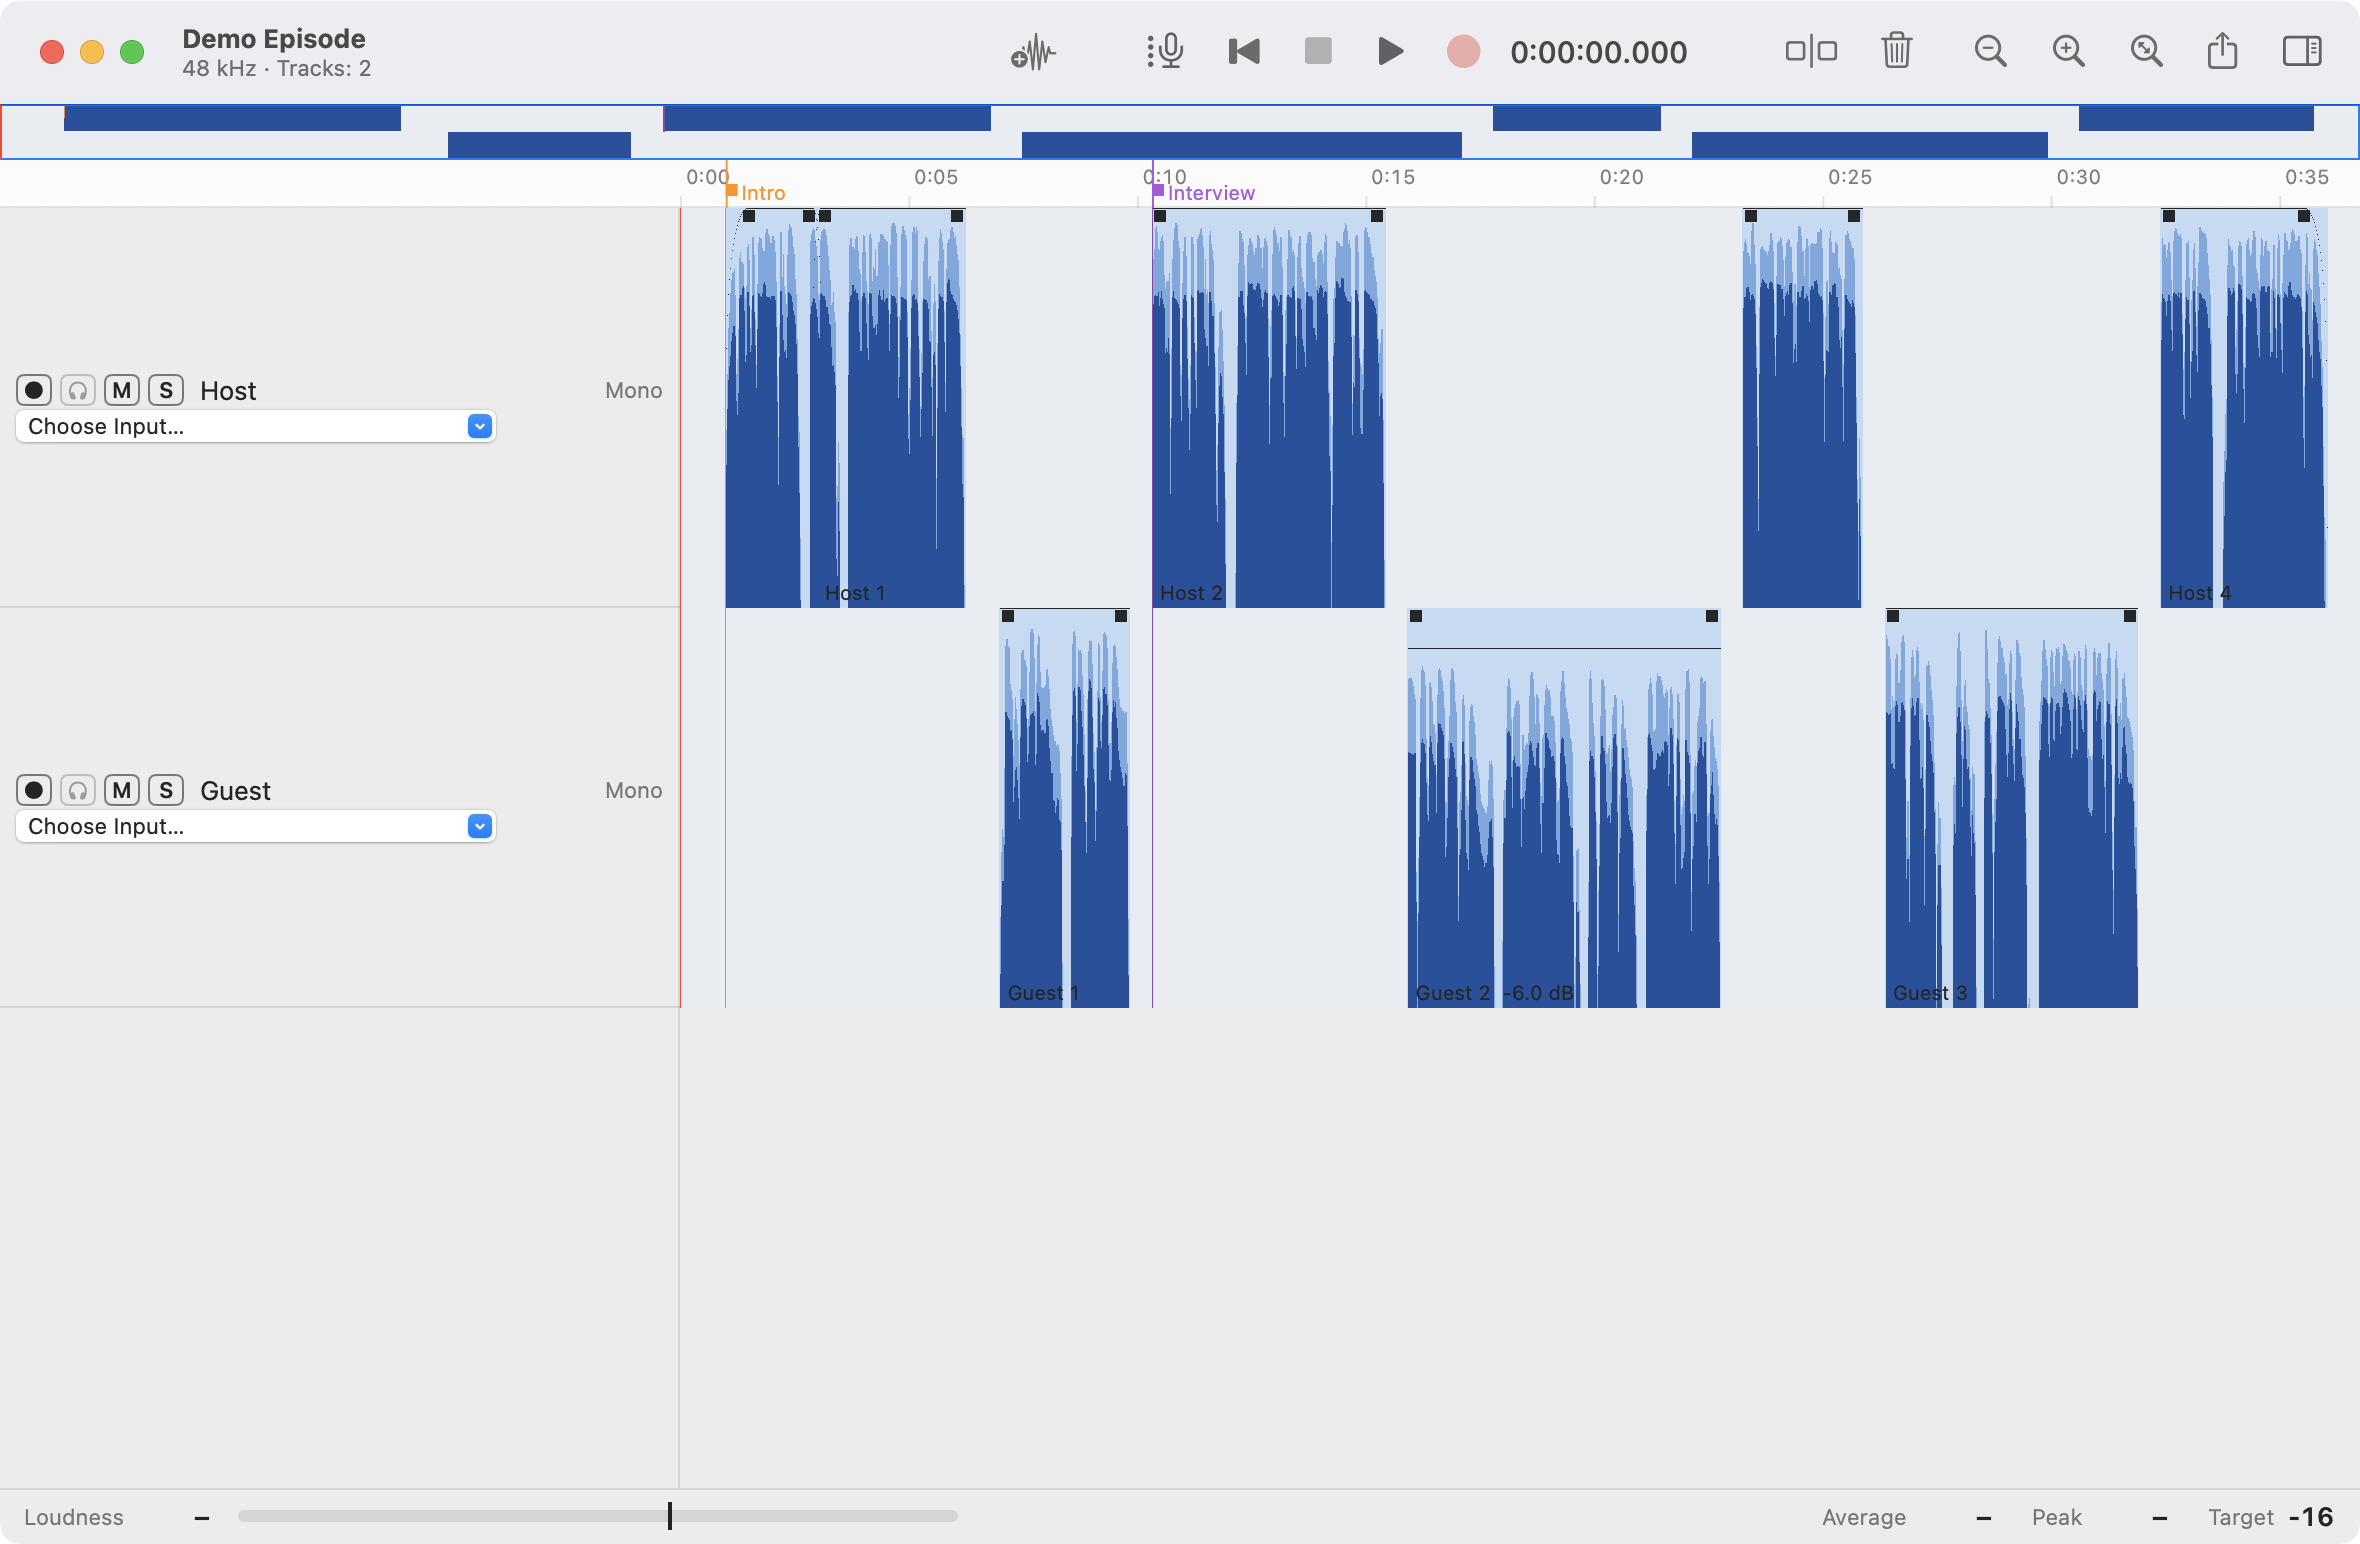 Demo Episode
48 kHz · Tracks: 2
0:00:00.000
0:00 0:05 0:10 0:15 0:20 0:25 0:30 0:35
Intro Interview
M S Host Mono
Choose Input...
Host 1 Host 2 Host 4
M S Guest Mono
Choose Input...
Guest 1 Guest 2 -6.0 dB Guest 3
Loudness – Average – Peak – Target -16